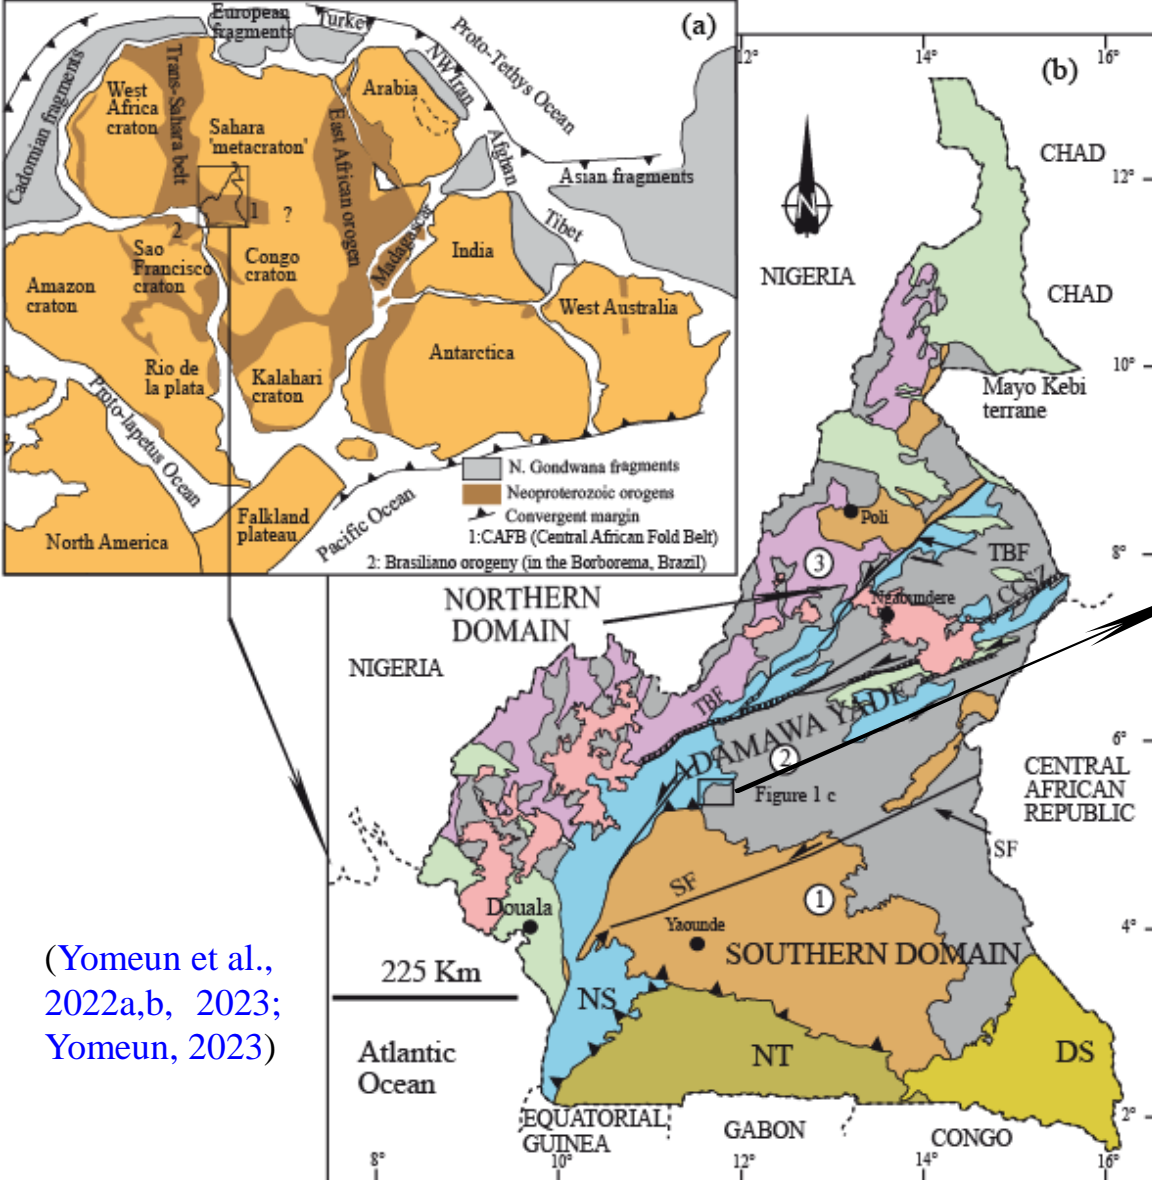 (a)
European
fragments
Turkey
Proto-Tethys Ocean
NW Iran
Arabia
Cadomian fragments
West
Africa
craton
Trans-Sahara belt
Sahara
'metacraton'
East African orogen
Afghan
Asian fragments
Tibet
1
?
2
Sao
Francisco
craton
Congo
craton
Madagascar
India
Amazon
craton
West Australia
Antarctica
Rio de
la plata
Kalahari
craton
Proto-Iapetus Ocean
N. Gondwana fragments
Neoproterozoic orogens
Convergent margin
Falkland
plateau
Pacific Ocean
North America
1:CAFB (Central African Fold Belt)
2: Brasiliano orogeny (in the Borborema, Brazil)
(b)
12°
14°
16°
N
CHAD
12°
NIGERIA
CHAD
10°
Mayo Kebi
terrane
Poli
8°
3
TBF
CCSZ
Ngaoundere
NORTHERN
DOMAIN
NIGERIA
TBF
ADAMAWA YADE
6°
2
Figure 1 c
CENTRAL
AFRICAN
REPUBLIC
SF
SF
1
Douala
Yaounde
4°
SOUTHERN DOMAIN
225 Km
NS
(Yomeun et al.,
2022a,b, 2023;
Yomeun, 2023)
Atlantic
Ocean
NT
DS
EQUATORIAL
GUINEA
GABON
CONGO
2°
8°
10°
12°
14°
16°